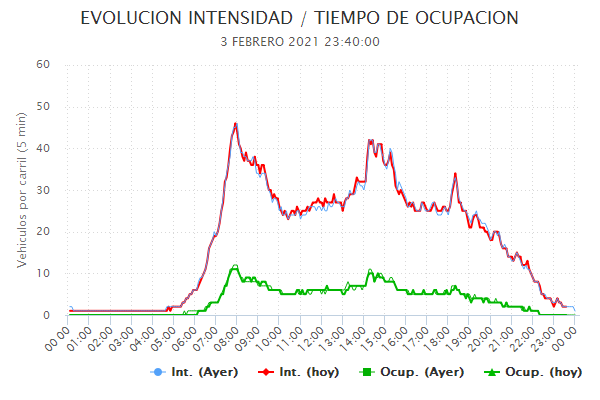 EVOLUCION INTENSIDAD / TIEMPO DE OCUPACION
3 FEBRERO 2021 23:40:00
Vehiculos por carril (5 min)
60
50
40
30
20
10
0
00:00 01:00 02:00 03:00 04:00 05:00 06:00 07:00 08:00 09:00 10:00 11:00 12:00 13:00 14:00 15:00 16:00 17:00 18:00 19:00 20:00 21:00 22:00 23:00 00:00
Int. (Ayer) Int. (hoy) Ocup. (Ayer) Ocup. (hoy)